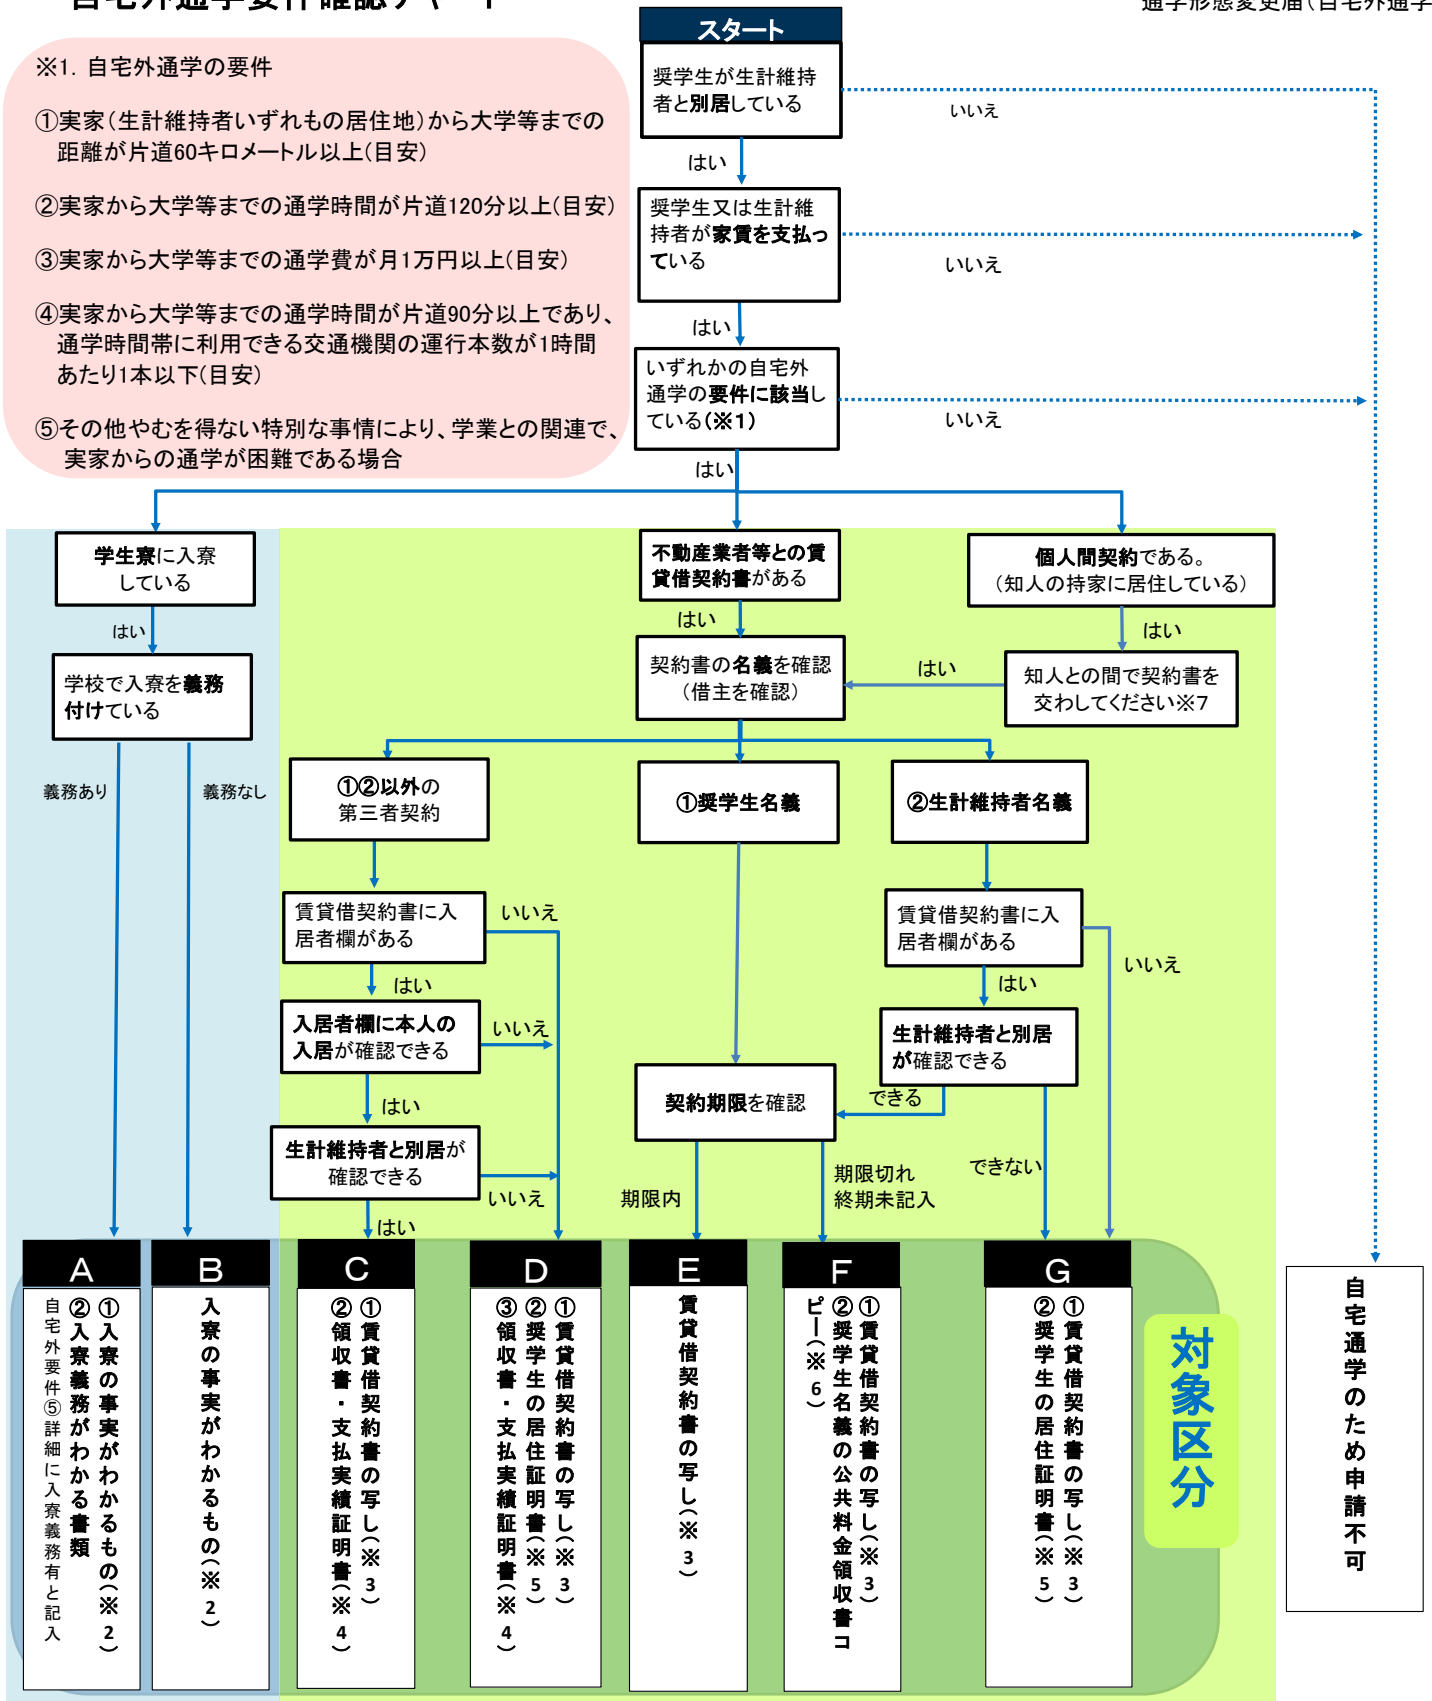 自宅外通学要件確認チャート
通学形態変更届（自宅外通学
※1．自宅外通学の要件
①実家（生計維持者いずれもの居住地）から大学等までの
距離が片道60キロメートル以上(目安）
②実家から大学等までの通学時間が片道120分以上(目安）
③実家から大学等までの通学費が月1万円以上(目安）
④実家から大学等までの通学時間が片道90分以上であり、
通学時間帯に利用できる交通機関の運行本数が1時間
あたり1本以下(目安）
⑤その他やむを得ない特別な事情により、学業との関連で、
実家からの通学が困難である場合
スタート
奨学生が生計維持
者と別居している
いいえ
はい
奨学生又は生計維
持者が家賃を支払っ
ている
いいえ
はい
いずれかの自宅外
通学の要件に該当し
ている(※1)
いいえ
はい
学生寮に入寮
している
はい
学校で入寮を義務
付けている
義務あり
義務なし
不動産業者等との賃
貸借契約書がある
はい
契約書の名義を確認
（借主を確認）
個人間契約である。
（知人の持家に居住している）
はい
知人との間で契約書を
交わしてください※7
はい
①②以外の
第三者契約
①奨学生名義
②生計維持者名義
賃貸借契約書に入
居者欄がある
いいえ
はい
入居者欄に本人の
入居が確認できる
いいえ
はい
生計維持者と別居が
確認できる
いいえ
はい
賃貸借契約書に入
居者欄がある
いいえ
はい
生計維持者と別居
が確認できる
できる
できない
契約期限を確認
期限内
期限切れ
終期未記入
A
①入寮の事実がわかるもの（※2）
②入寮義務がわかる書類
自宅外要件⑤詳細に入寮義務有と記入
B
入寮の事実がわかるもの（※2）
C
①賃貸借契約書の写し（※3）
②領収書・支払実績証明書（※4）
D
①賃貸借契約書の写し（※3）
②奨学生の居住証明書（※5）
③領収書・支払実績証明書（※4）
E
賃貸借契約書の写し（※3）
F
①賃貸借契約書の写し（※3）
②奨学生名義の公共料金領収書コ
ピー（※6）
G
①賃貸借契約書の写し（※3）
②奨学生の居住証明書（※5）
対象区分
自宅通学のため申請不可